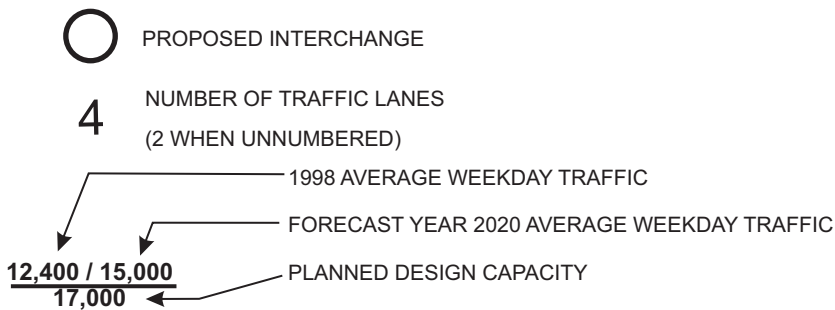 PROPOSED INTERCHANGE
4
NUMBER OF TRAFFIC LANES
(2 WHEN UNNUMBERED)
1998 AVERAGE WEEKDAY TRAFFIC
FORECAST YEAR 2020 AVERAGE WEEKDAY TRAFFIC
12,400 / 15,000
PLANNED DESIGN CAPACITY
17,000